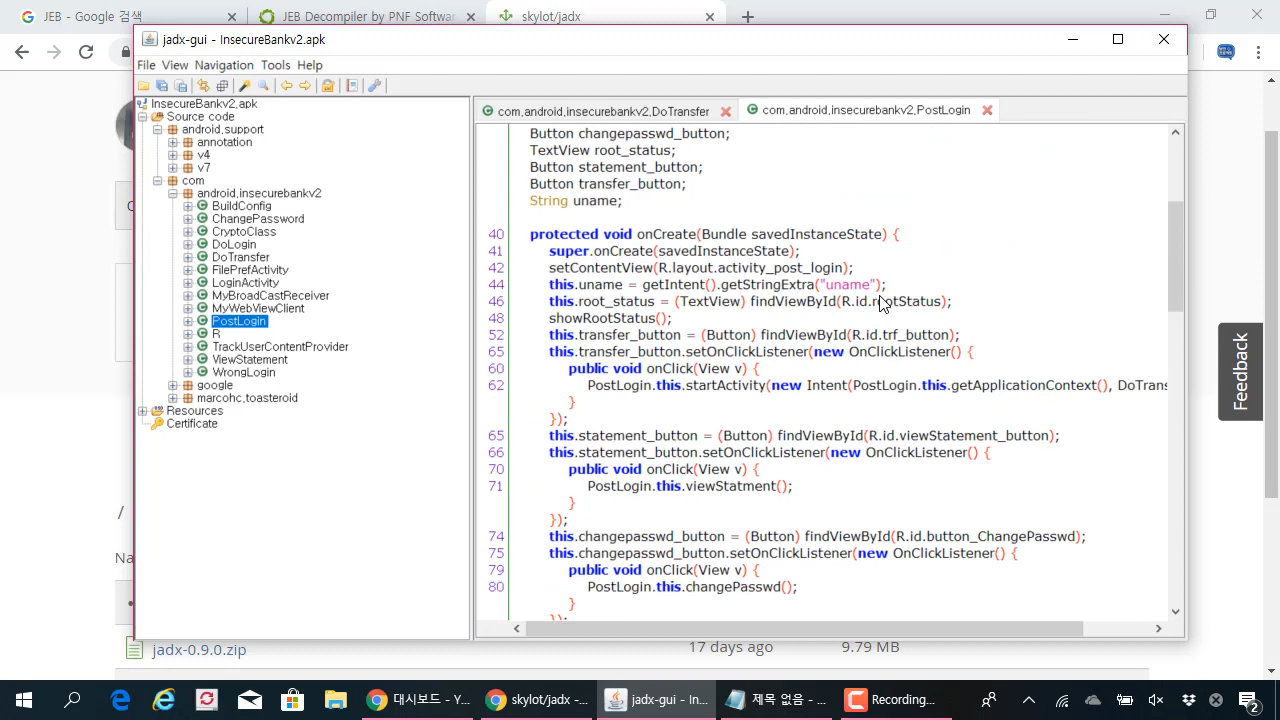 JEB - Google 검색
JEB Decompiler by PNF Softwar
skylot/jadx
jadx-gui - InsecureBankv2.apk
File View Navigation Tools Help
InsecureBankv2,apk
Source code
android,support
annotation
v4
v7
com
android,insecurebankv2
BuildConfig
ChangePassword
CryptoClass
DoLogin
DoTransfer
FilePrefActivity
LoginActivity
MyBroadCastReceiver
MyWebViewClient
PostLogin
R
TrackUserContentProvider
ViewStatement
WrongLogin
google
marcohc,toasteroid
Resources
Certificate
com,android,insecurebankv2,DoTransfer
com,android,insecurebankv2,PostLogin
Button changepasswd_button;
TextView root_status;
Button statement_button;
Button transfer_button;
String uname;
40 protected void onCreate(Bundle savedInstanceState) {
41 super.onCreate(savedInstanceState);
42 setContentView(R.layout.activity_post_login);
44 this.uname = getIntent().getStringExtra("uname");
46 this.root_status = (TextView) findViewById(R.id.rootStatus);
48 showRootStatus();
52 this.transfer_button = (Button) findViewById(R.id.trf_button);
65 this.transfer_button.setOnClickListener(new OnClickListener() {
60 public void onClick(View v) {
62 PostLogin.this.startActivity(new Intent(PostLogin.this.getApplicationContext(), DoTrans
}
});
65 this.statement_button = (Button) findViewById(R.id.viewStatement_button);
66 this.statement_button.setOnClickListener(new OnClickListener() {
70 public void onClick(View v) {
71 PostLogin.this.viewStatment();
}
});
74 this.changepasswd_button = (Button) findViewById(R.id.button_ChangePasswd);
75 this.changepasswd_button.setOnClickListener(new OnClickListener() {
79 public void onClick(View v) {
80 PostLogin.this.changePasswd();
}
});
Feedback
/
Na
jadx-0.9.0.zip 17 days ago 9.79 MB
대시보드 - Y...
skylot/jadx -...
jadx-gui - In...
제목 없음 - ...
Recording...
2